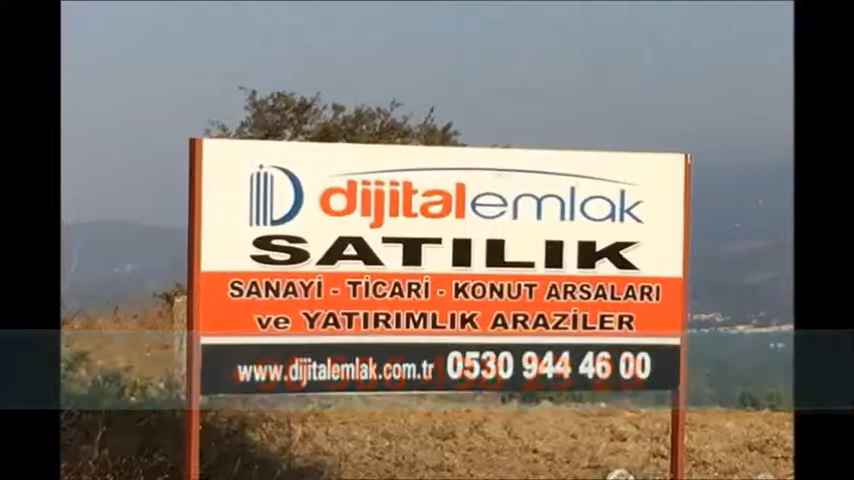 dijitalemlak
SATILIK
SANAYİ - TİCARİ - KONUT ARSALARI
ve YATIRIMLIK ARAZİLER
www.dijitalemlak.com.tr 0530 944 46 00